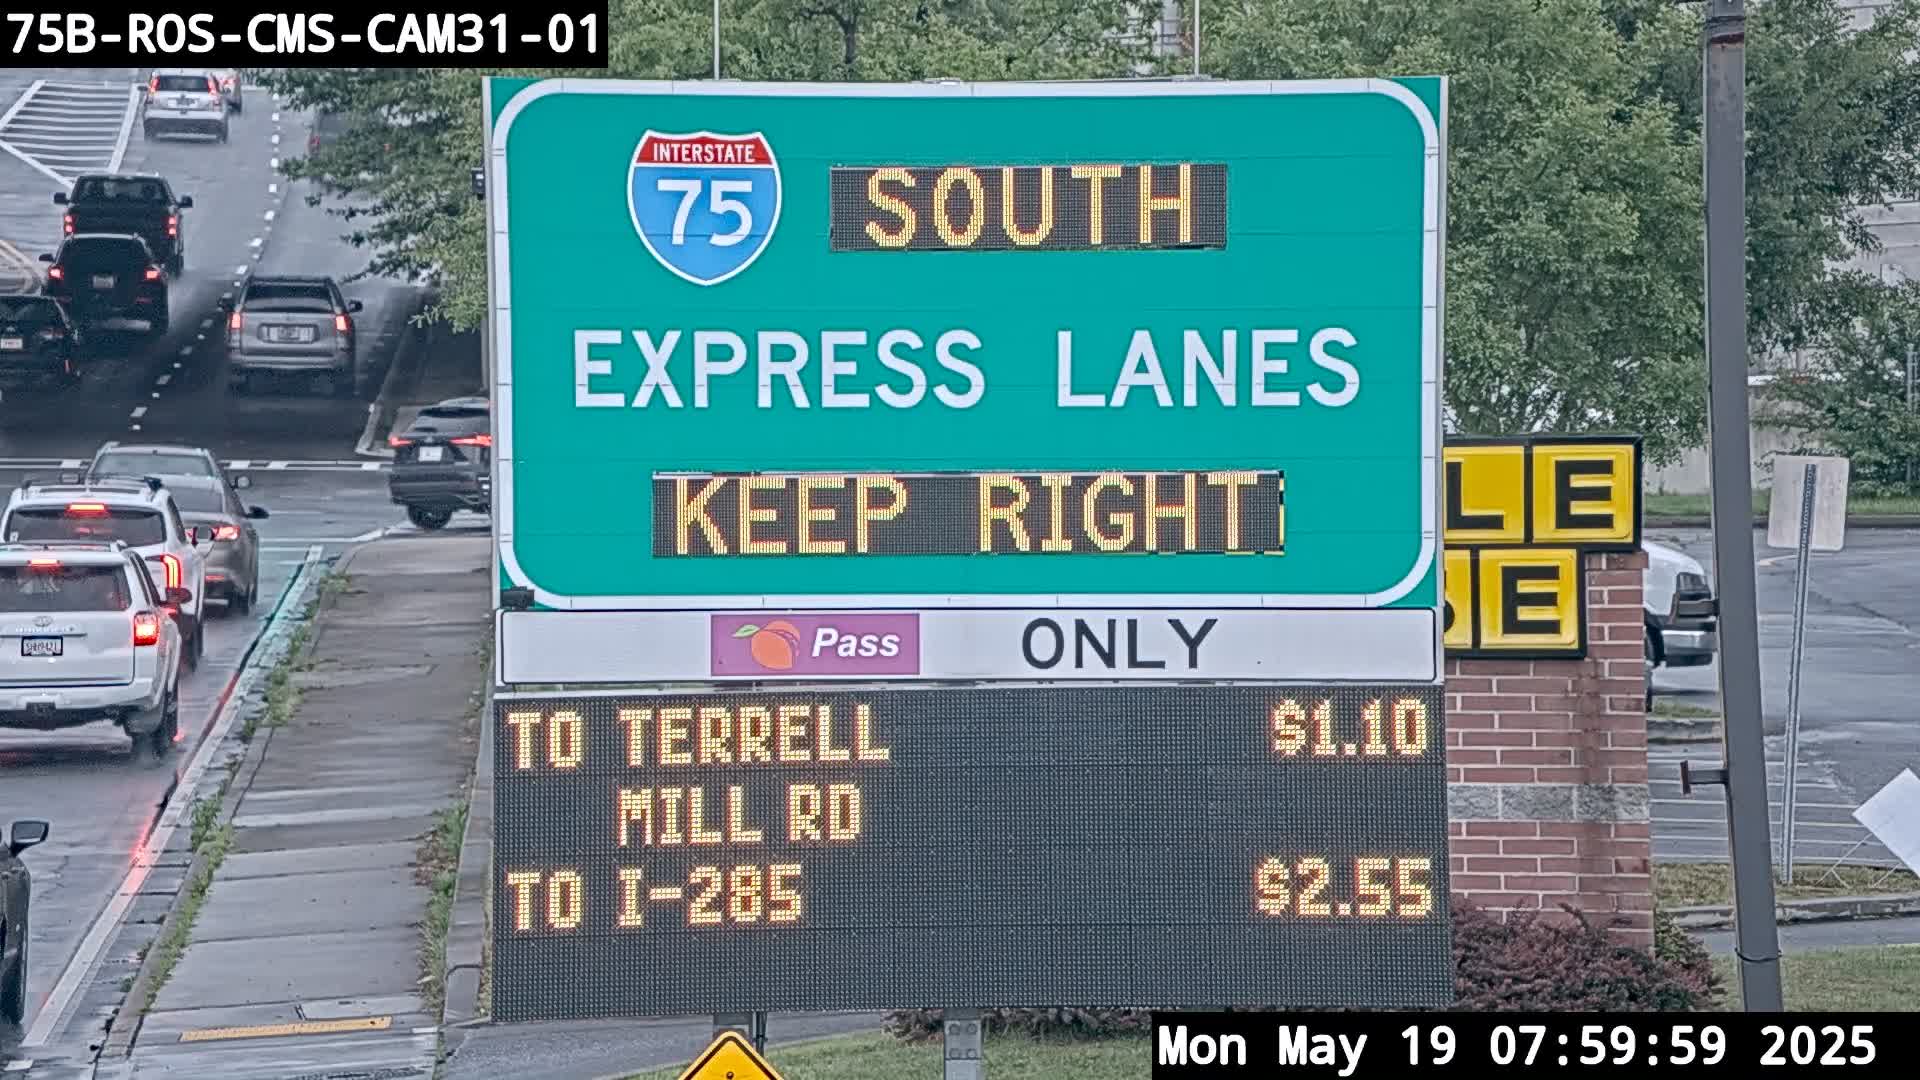 75B-ROS-CMS-CAM31-01
INTERSTATE
75
SOUTH
EXPRESS LANES
KEEP RIGHT
Pass ONLY
TO TERRELL $1.10
MILL RD
TO I-285 $2.55
LE
E
Mon May 19 07:59:59 2025